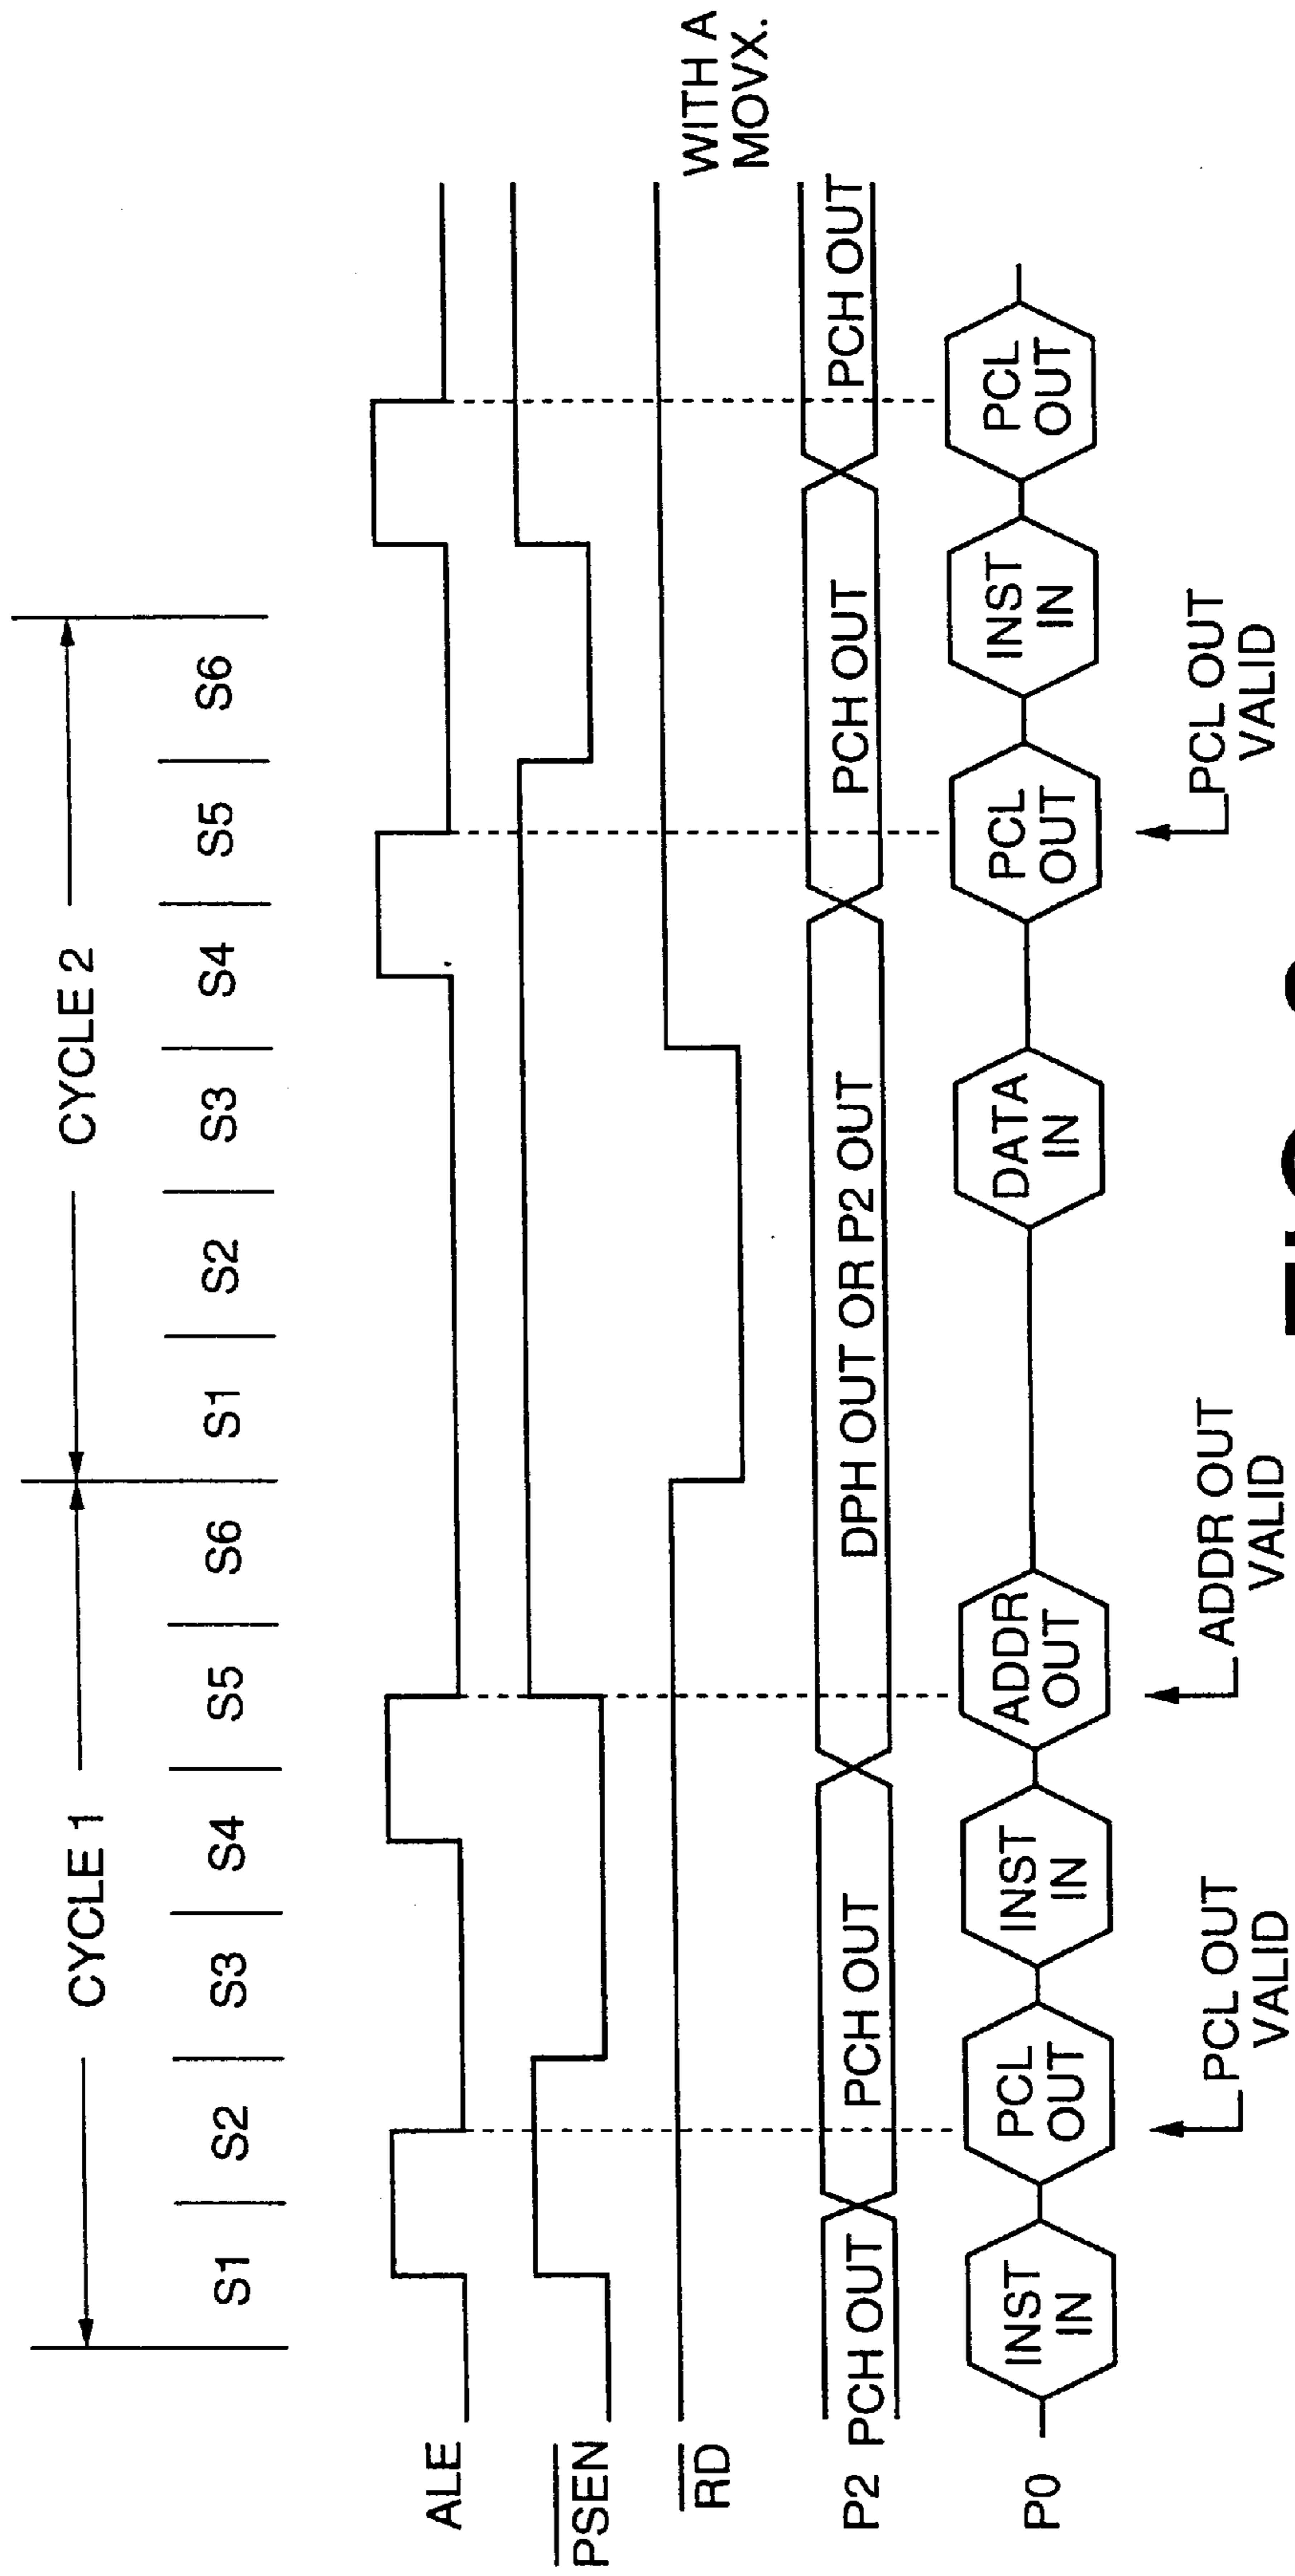 CYCLE 1
CYCLE 2
S1 S2 S3 S4 S5 S6 S1 S2 S3 S4 S5 S6
ALE
PSEN
RD
WITH A
MOVX.
P2 PCH OUT PCH OUT DPH OUT OR P2 OUT PCH OUT PCH OUT
P0
INST
IN
PCL
OUT
INST
IN
ADDR
OUT
DATA
IN
PCL
OUT
INST
IN
PCL
OUT
PCL OUT
VALID
ADDR OUT
VALID
PCL OUT
VALID